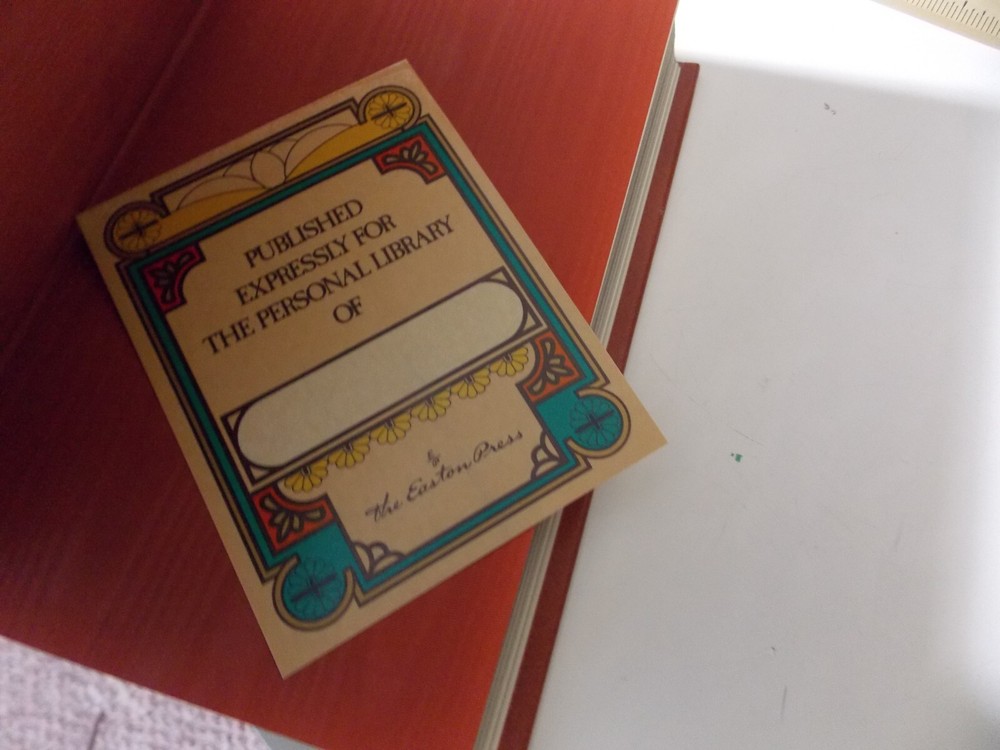 PUBLISHED
EXPRESSLY FOR
THE PERSONAL LIBRARY
OF
by
The Easton Press